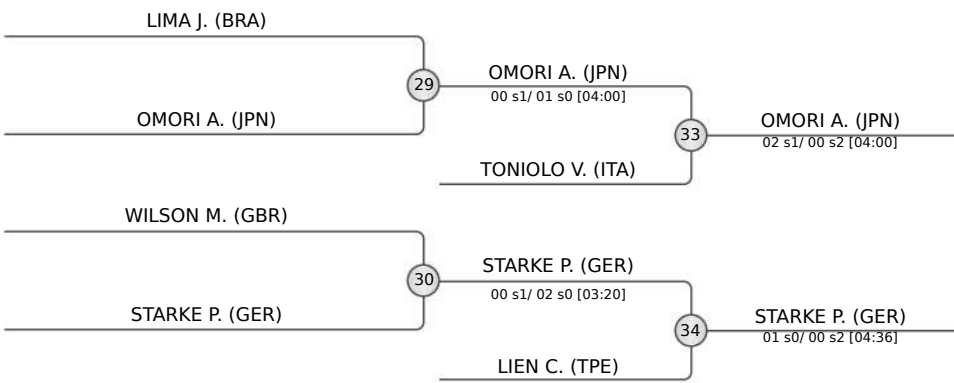 LIMA J. (BRA)
29
OMORI A. (JPN)
OMORI A. (JPN)
00 s1/ 01 s0 [04:00]
33
OMORI A. (JPN)
02 s1/ 00 s2 [04:00]
TONIOLO V. (ITA)
WILSON M. (GBR)
30
STARKE P. (GER)
STARKE P. (GER)
00 s1/ 02 s0 [03:20]
34
STARKE P. (GER)
01 s0/ 00 s2 [04:36]
LIEN C. (TPE)